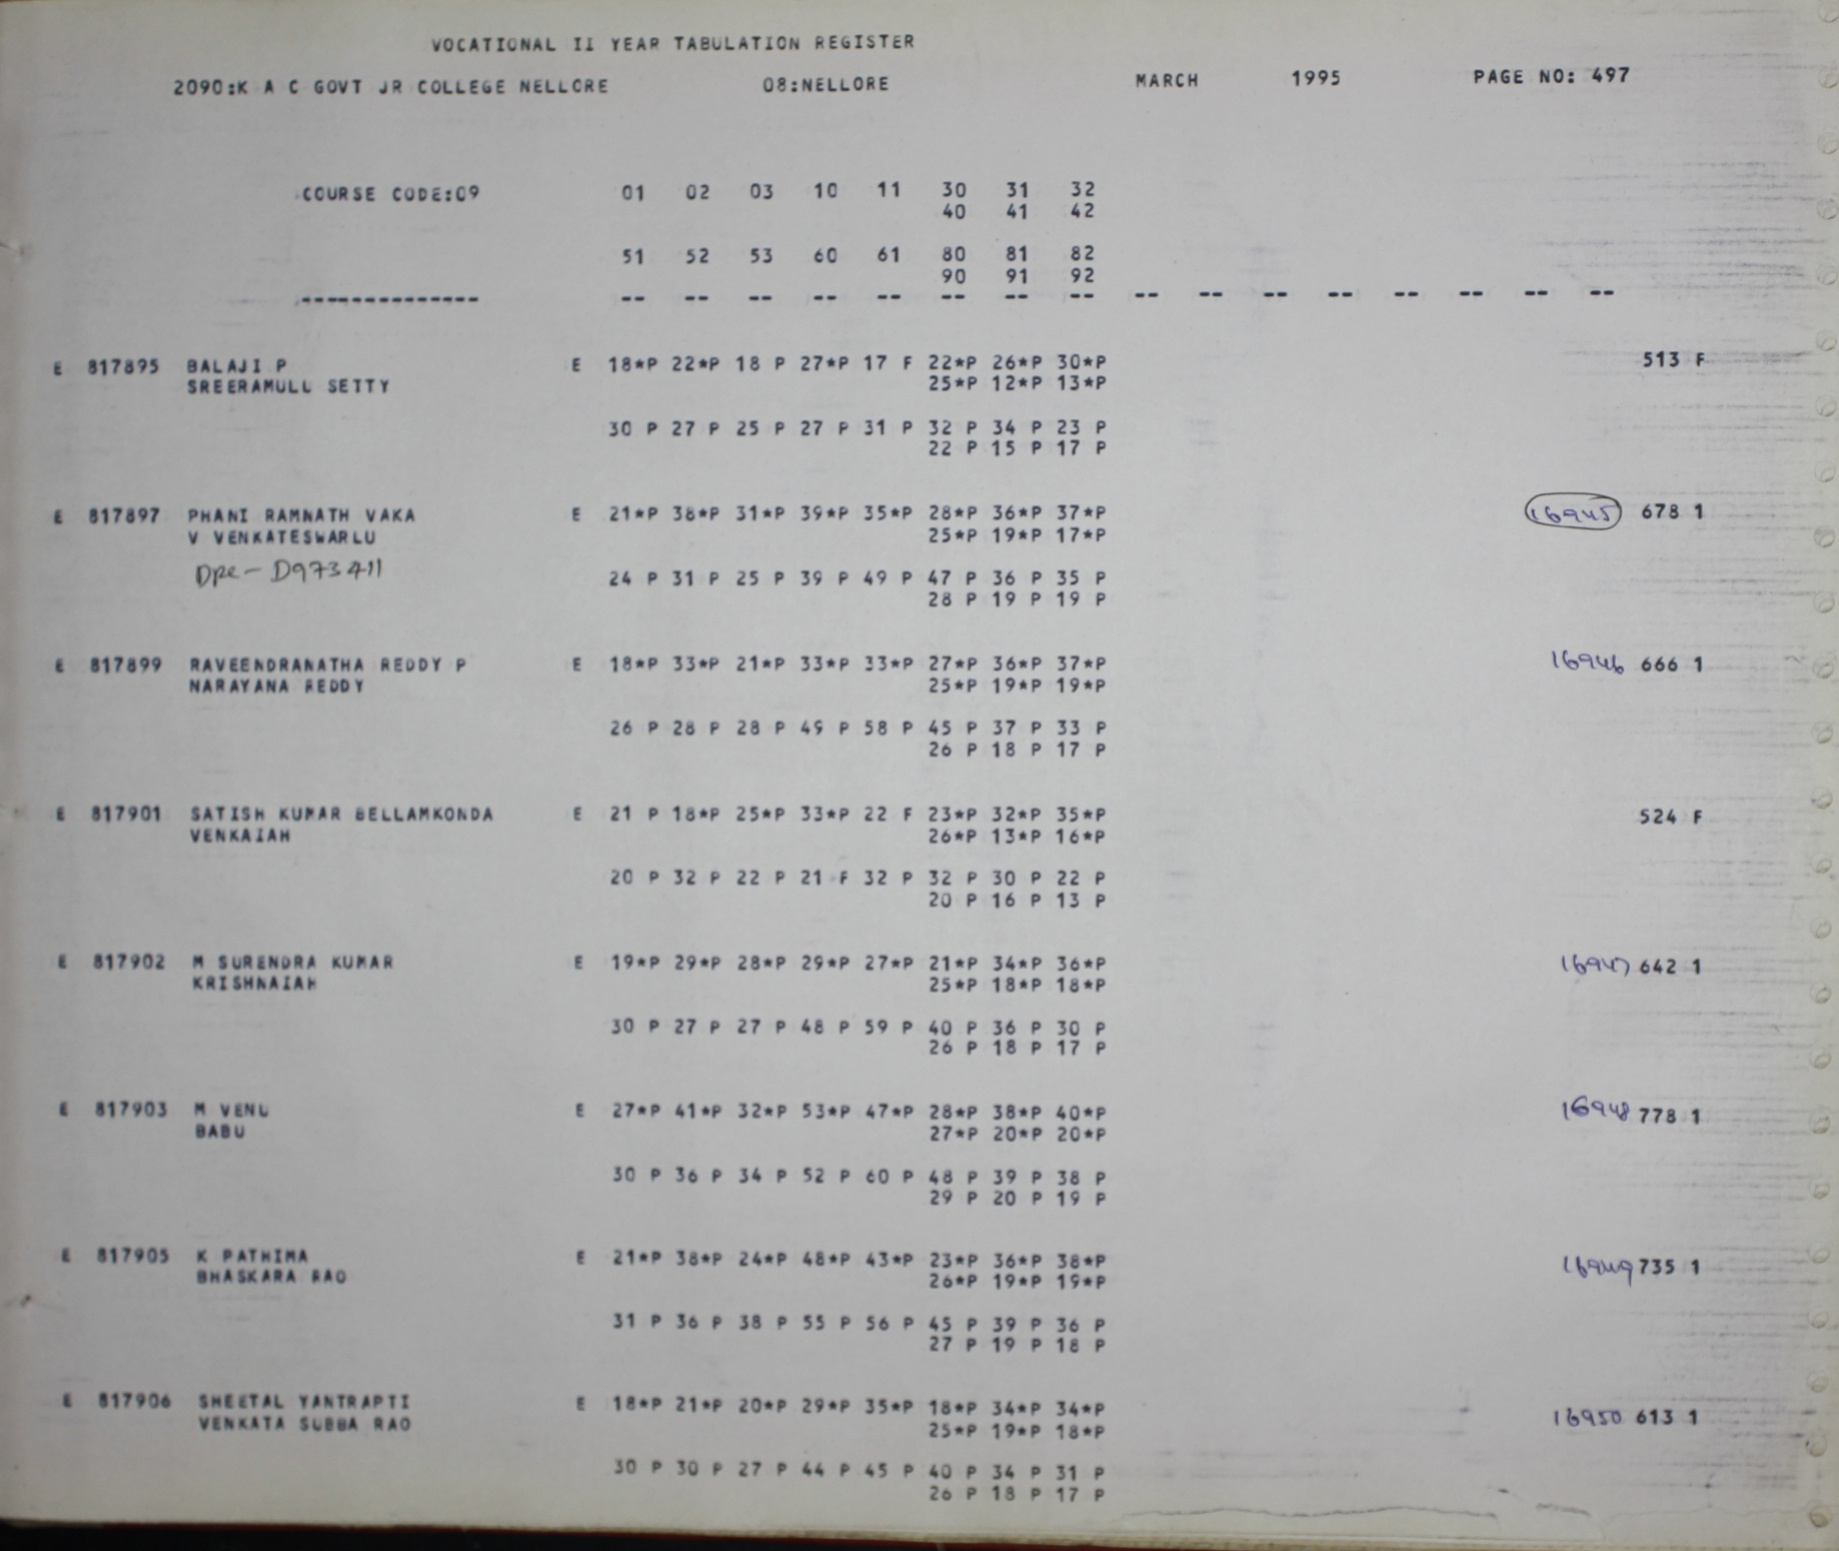 VOCATIONAL II YEAR TABULATION REGISTER
2090:K A C GOVT JR COLLEGE NELLORE 08:NELLORE MARCH 1995 PAGE NO: 497
COURSE CODE:09 01 02 03 10 11 30 31 32
40 41 42
51 52 53 60 61 80 81 82
90 91 92
-------------- -- -- -- -- -- -- -- -- -- -- -- -- -- -- -- --
E 817895 BALAJI P E 18*P 22*P 18 P 27*P 17 F 22*P 26*P 30*P 513 F
SREERAMULL SETTY 25*P 12*P 13*P
30 P 27 P 25 P 27 P 31 P 32 P 34 P 23 P
22 P 15 P 17 P
E 817897 PHANI RAMNATH VAKA E 21*P 38*P 31*P 39*P 35*P 28*P 36*P 37*P 16945 678 1
V VENKATESWARLU 25*P 19*P 17*P
Dpe - D973411
24 P 31 P 25 P 39 P 49 P 47 P 36 P 35 P
28 P 19 P 19 P
E 817899 RAVEENDRANATHA REDDY P E 18*P 33*P 21*P 33*P 33*P 27*P 36*P 37*P 16946 666 1
NARAYANA REDDY 25*P 19*P 19*P
26 P 28 P 28 P 49 P 58 P 45 P 37 P 33 P
26 P 18 P 17 P
E 817901 SATISH KUMAR BELLAMKONDA E 21 P 18*P 25*P 33*P 22 F 23*P 32*P 35*P 524 F
VENKAIAH 26*P 13*P 16*P
20 P 32 P 22 P 21 F 32 P 32 P 30 P 22 P
20 P 16 P 13 P
E 817902 M SURENDRA KUMAR E 19*P 29*P 28*P 29*P 27*P 21*P 34*P 36*P 16947 642 1
KRISHNAIAH 25*P 18*P 18*P
30 P 27 P 27 P 48 P 59 P 40 P 36 P 30 P
26 P 18 P 17 P
E 817903 M VENU E 27*P 41*P 32*P 53*P 47*P 28*P 38*P 40*P 16948 778 1
BABU 27*P 20*P 20*P
30 P 36 P 34 P 52 P 60 P 48 P 39 P 38 P
29 P 20 P 19 P
E 817905 K PATHIMA E 21*P 38*P 24*P 48*P 43*P 23*P 36*P 38*P 16949 735 1
BHASKARA RAO 26*P 19*P 19*P
31 P 36 P 38 P 55 P 56 P 45 P 39 P 36 P
27 P 19 P 18 P
E 817906 SHEETAL YANTRAPTI E 18*P 21*P 20*P 29*P 35*P 18*P 34*P 34*P 16950 613 1
VENKATA SUBBA RAO 25*P 19*P 18*P
30 P 30 P 27 P 44 P 45 P 40 P 34 P 31 P
26 P 18 P 17 P